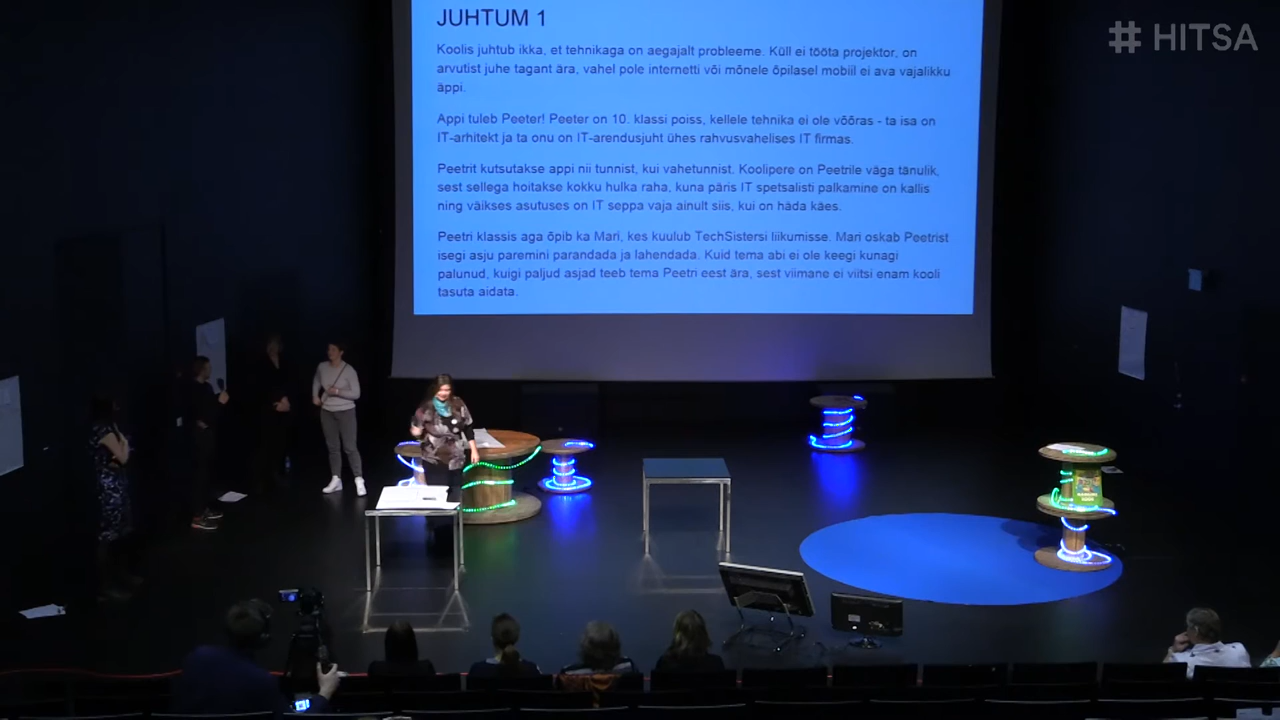 # HITSA
JUHTUM 1
Koolis juhtub ikka, et tehnikaga on aegajalt probleeme. Küll ei tööta projektor, on
arvutist juhe tagant ära, vahel pole internetti või mõnele õpilasel mobiil ei ava vajalikku
äppi.
Appi tuleb Peeter! Peeter on 10. klassi poiss, kellele tehnika ei ole võõras - ta isa on
IT-arhitekt ja ta onu on IT-arendusjuht ühes rahvusvahelises IT firmas.
Peetrit kutsutakse appi nii tunnist, kui vahetunnist. Koolipere on Peetrile väga tänulik,
sest sellega hoitakse kokku hulka raha, kuna päris IT spetsalisti palkamine on kallis
ning väikses asutuses on IT seppa vaja ainult siis, kui on häda käes.
Peetri klassis aga õpib ka Mari, kes kuulub TechSistersi liikumisse. Mari oskab Peetrist
isegi asju paremini parandada ja lahendada. Kuid tema abi ei ole keegi kunagi
palunud, kuigi paljud asjad teeb tema Peetri eest ära, sest viimane ei viitsi enam kooli
tasuta aidata.